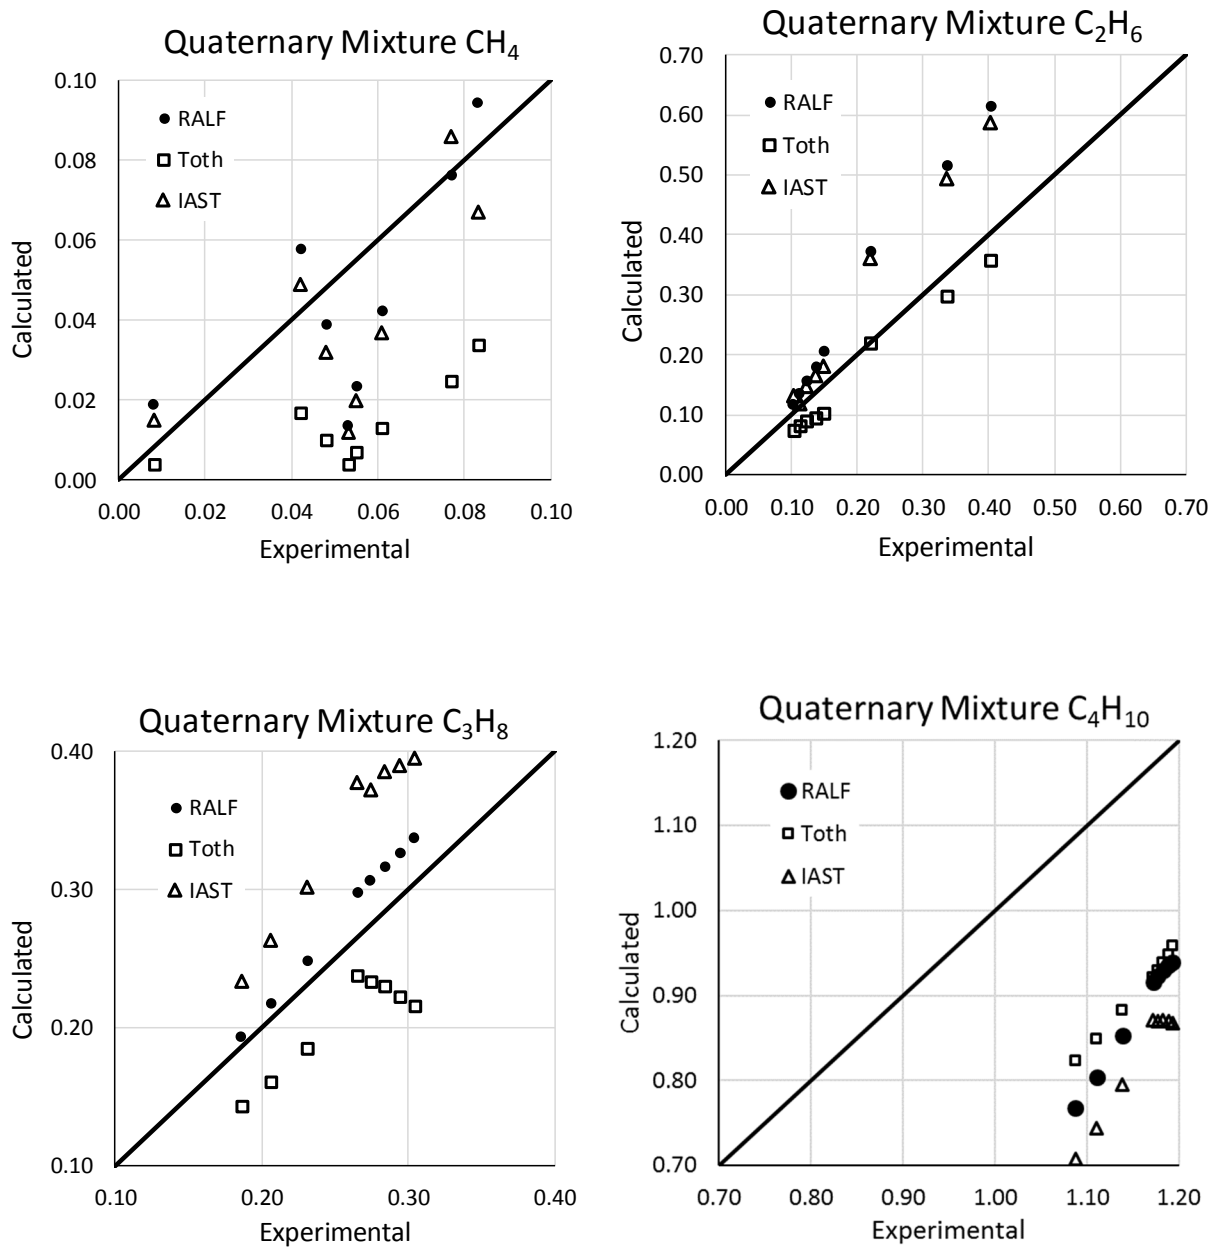 Quaternary Mixture CH4
0.10
0.08
0.06
0.04
0.02
0.00
Calculated
RALF
Toth
IAST
0.00 0.02 0.04 0.06 0.08 0.10
Experimental
Quaternary Mixture C2H6
0.70
0.60
0.50
0.40
0.30
0.20
0.10
0.00
Calculated
RALF
Toth
IAST
0.00 0.10 0.20 0.30 0.40 0.50 0.60 0.70
Experimental
Quaternary Mixture C3H8
0.40
0.30
0.20
0.10
Calculated
RALF
Toth
IAST
0.10 0.20 0.30 0.40
Experimental
Quaternary Mixture C4H10
1.20
1.10
1.00
0.90
0.80
0.70
Calculated
RALF
Toth
IAST
0.70 0.80 0.90 1.00 1.10 1.20
Experimental